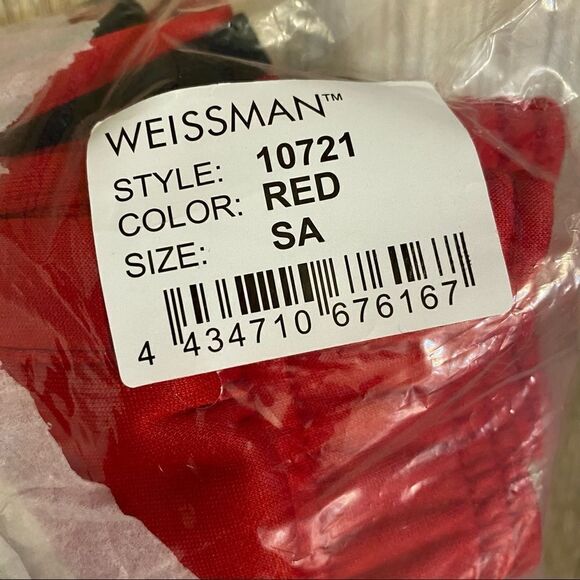 WEISSMAN™
STYLE: 10721
COLOR: RED
SIZE: SA
4 434710 676167